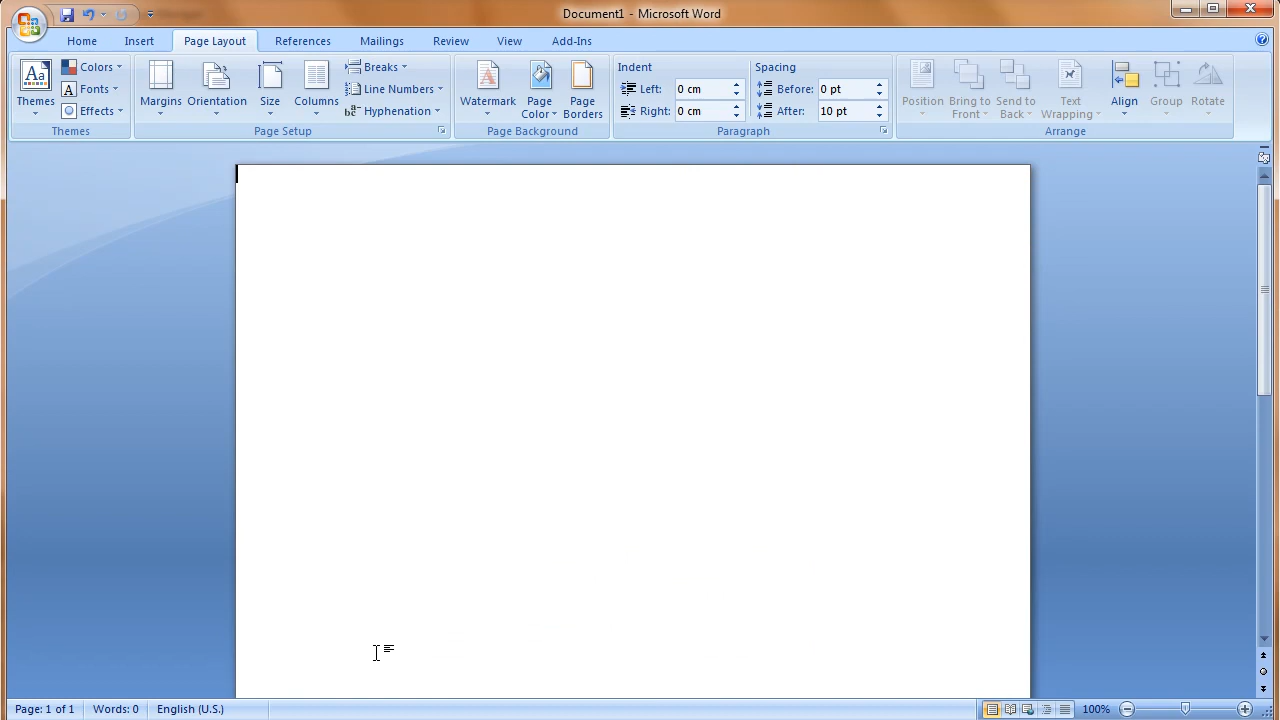 Document1 - Microsoft Word
Home Insert Page Layout References Mailings Review View Add-Ins
Themes
Colors
Fonts
Effects
Themes
Margins
Orientation
Size
Columns
Breaks
Line Numbers
Hyphenation
Page Setup
Watermark
Page Color
Page Borders
Page Background
Indent
Left: 0 cm
Right: 0 cm
Spacing
Before: 0 pt
After: 10 pt
Paragraph
Position
Bring to Front
Send to Back
Text Wrapping
Align
Group
Rotate
Arrange
Page: 1 of 1 Words: 0 English (U.S.) 100%